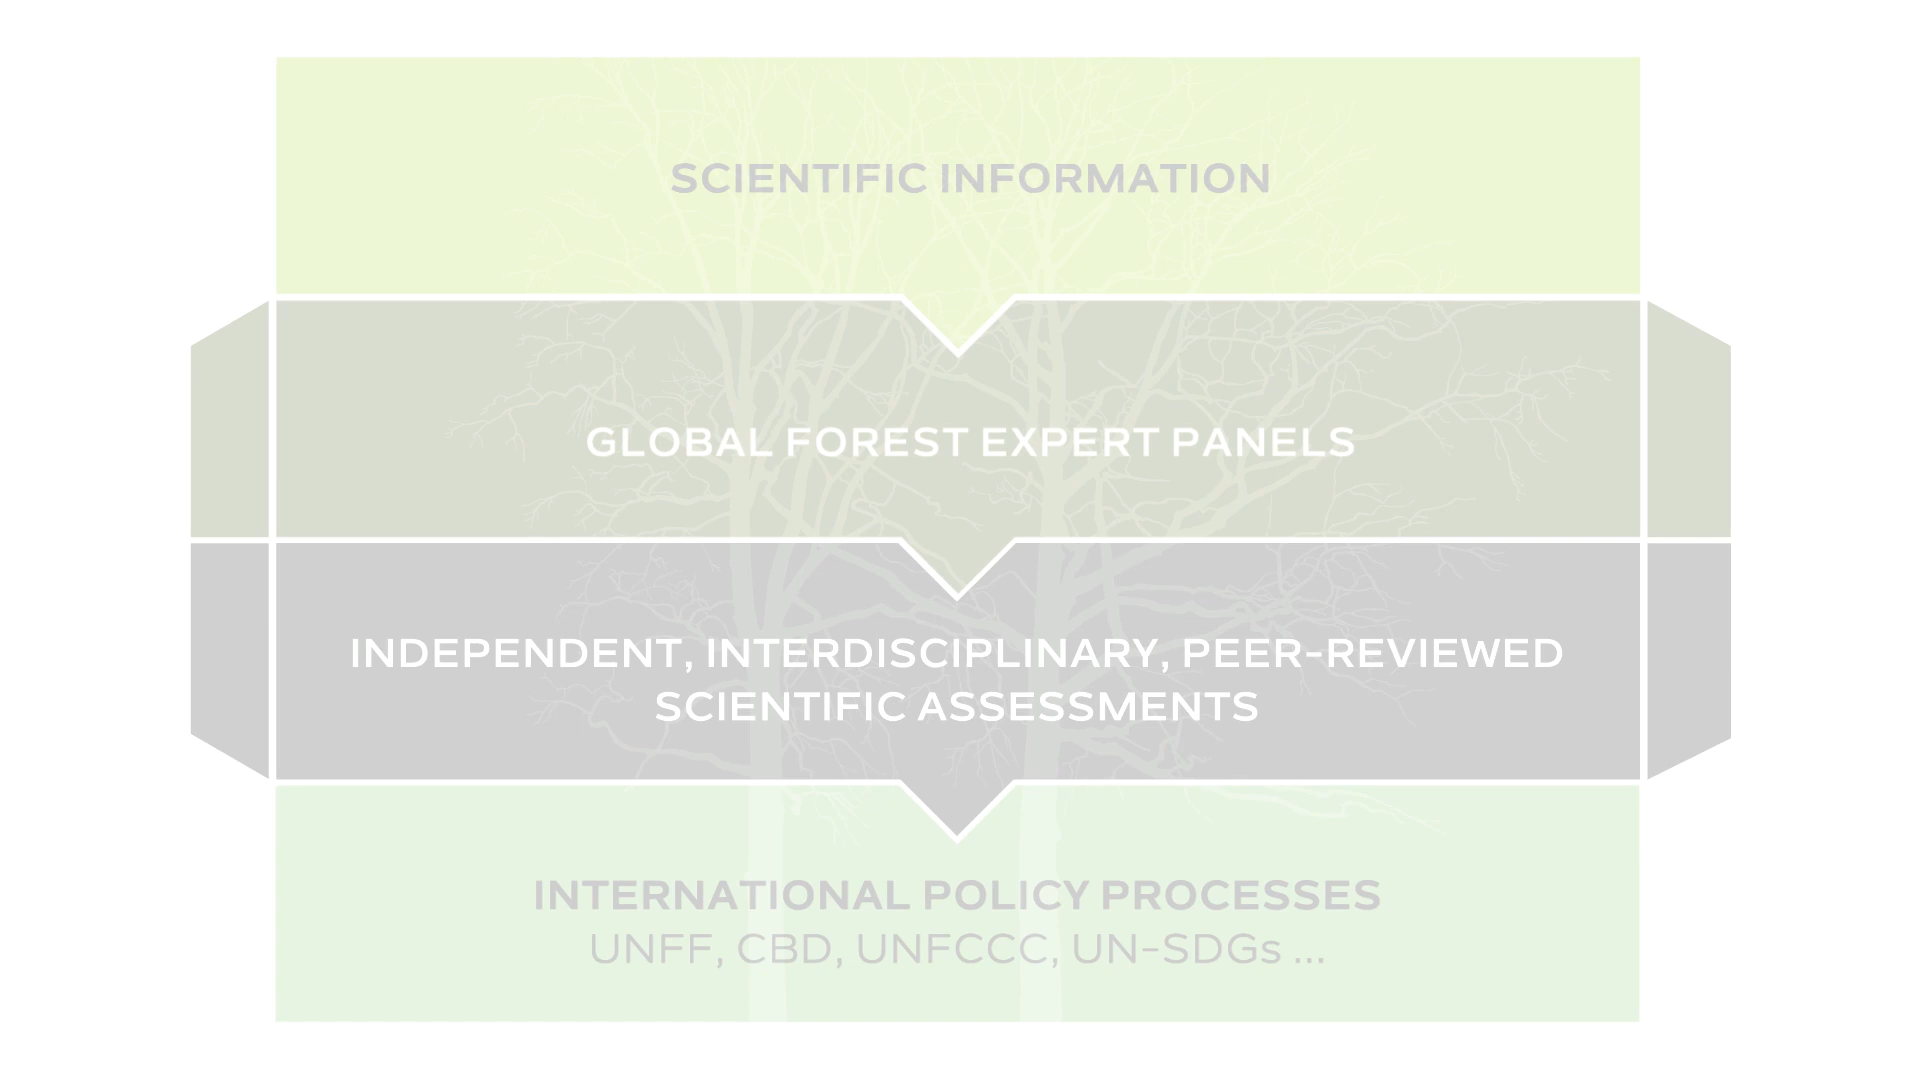 SCIENTIFIC INFORMATION
GLOBAL FOREST EXPERT PANELS
INDEPENDENT, INTERDISCIPLINARY, PEER-REVIEWED
SCIENTIFIC ASSESSMENTS
INTERNATIONAL POLICY PROCESSES
UNFF, CBD, UNFCCC, UN-SDGs ...